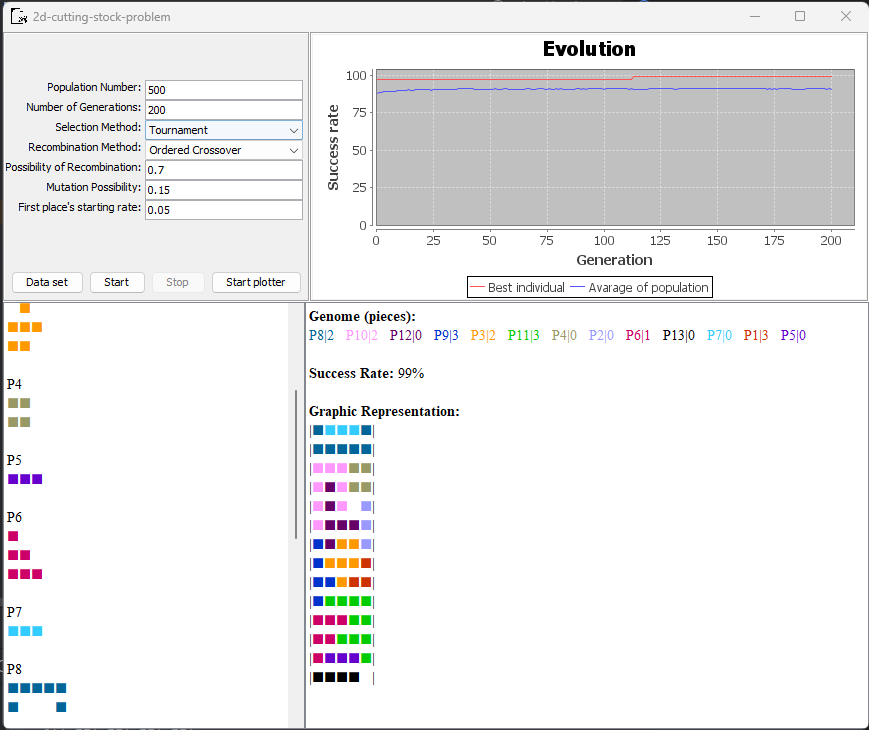 2d-cutting-stock-problem
Population Number: 500
Number of Generations: 200
Selection Method: Tournament
Recombination Method: Ordered Crossover
Possibility of Recombination: 0.7
Mutation Possibility: 0.15
First place's starting rate: 0.05
Data set Start Stop Start plotter
Evolution
Success rate
100
75
50
25
0
0 25 50 75 100 125 150 175 200
Generation
Best individual Avarage of population
P4
P5
P6
P7
P8
Genome (pieces):
P8|2 P10|2 P12|0 P9|3 P3|2 P11|3 P4|0 P2|0 P6|1 P13|0 P7|0 P1|3 P5|0
Success Rate: 99%
Graphic Representation: